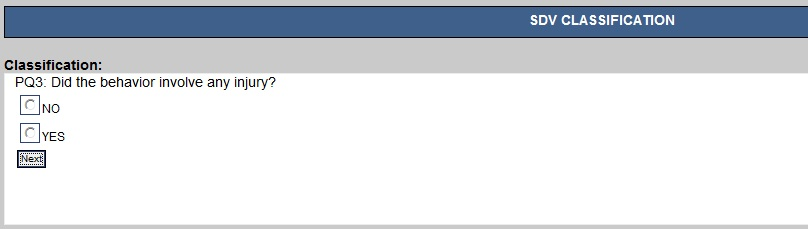 SDV CLASSIFICATION
Classification:
PQ3: Did the behavior involve any injury?
NO
YES
Next